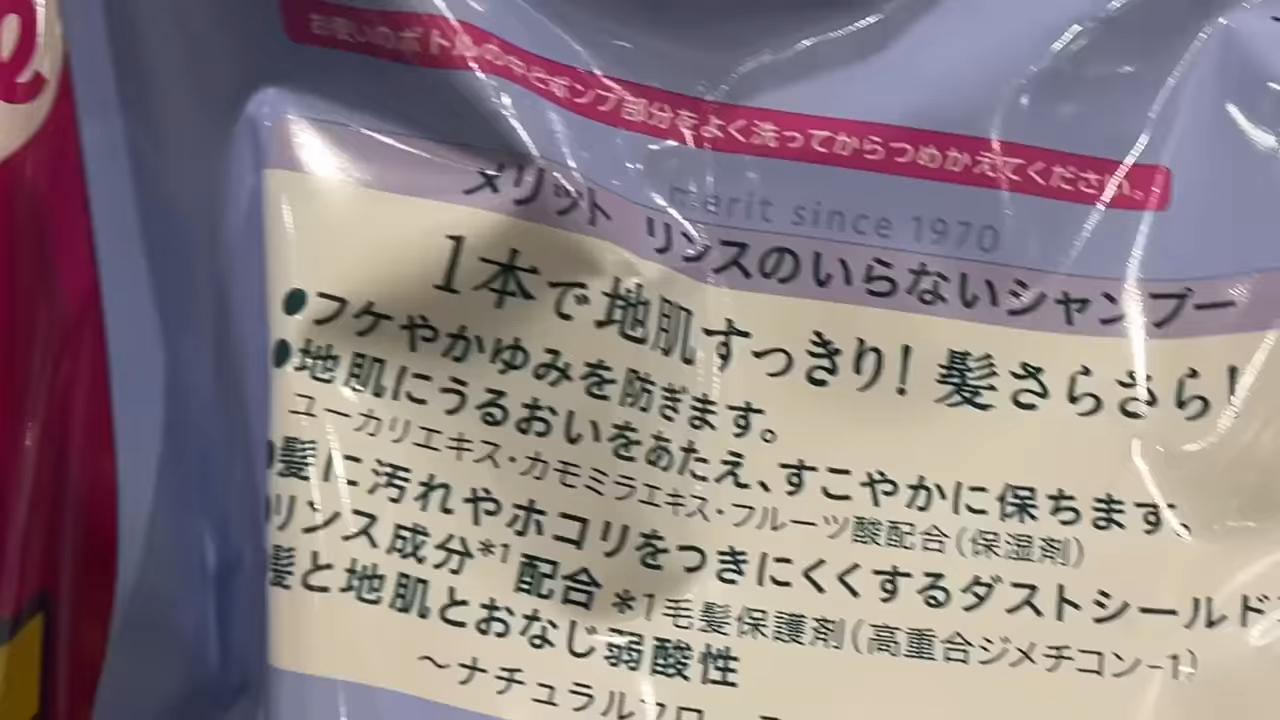 お使いのボトルの中とポンプ部分をよく洗ってからつめかえてください。
merit since 1970
メリット リンスのいらないシャンプー
1本で地肌すっきり！髪さらさら！
●フケやかゆみを防ぎます。
●地肌にうるおいをあたえ、すこやかに保ちます。
ユーカリエキス・カモミラエキス・フルーツ酸配合（保湿剤）
●髪に汚れやホコリをつきにくくするダストシールド
リンス成分*1配合 *1毛髪保護剤（高重合ジメチコン-1）
髪と地肌とおなじ弱酸性
～ナチュラルフロー